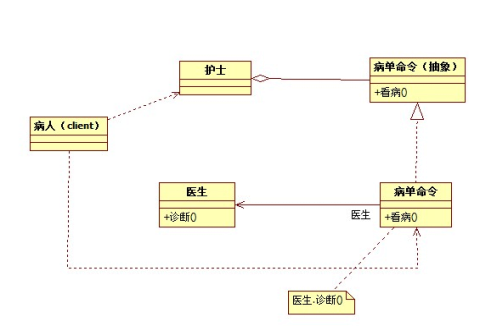 护士
病单命令（抽象）
+看病()
病人（client）
医生
+诊断()
医生
病单命令
+看病()
医生.诊断()